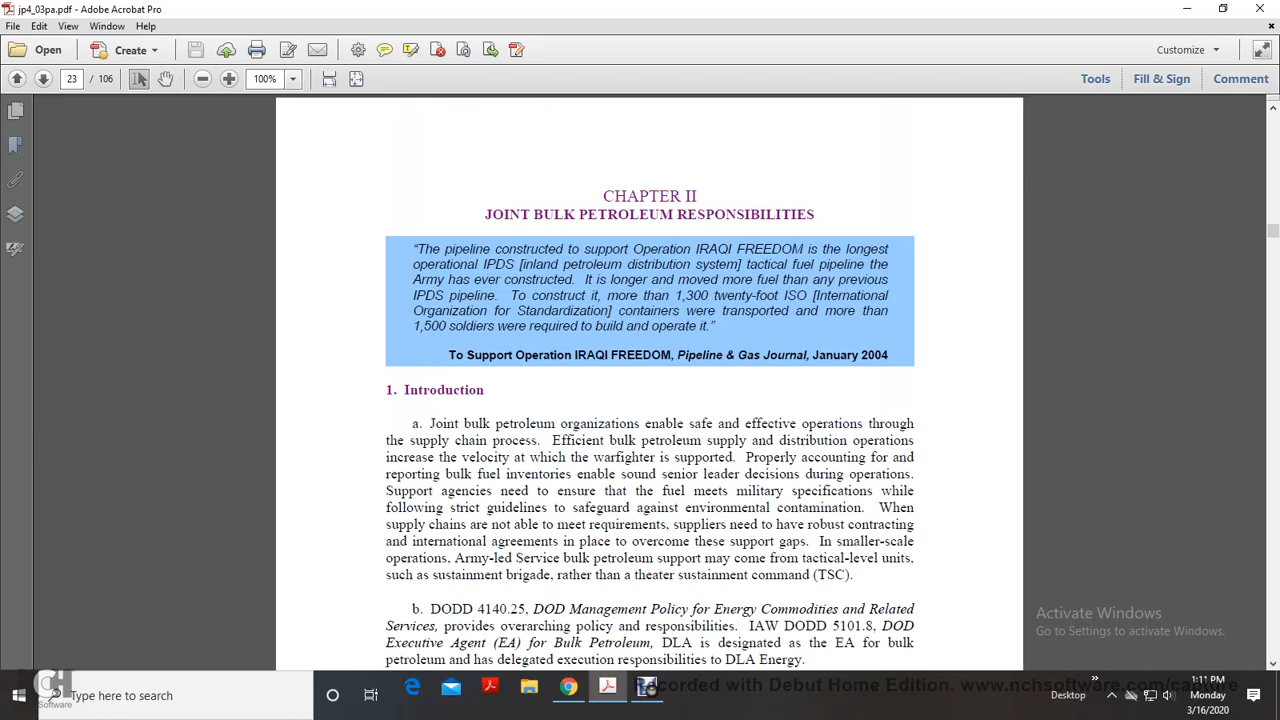 jp4_03pa.pdf - Adobe Acrobat Pro
File Edit View Window Help
Open Create Customize
23 / 106 100% Tools Fill & Sign Comment
CHAPTER II
JOINT BULK PETROLEUM RESPONSIBILITIES
“The pipeline constructed to support Operation IRAQI FREEDOM is the longest
operational IPDS [inland petroleum distribution system] tactical fuel pipeline the
Army has ever constructed. It is longer and moved more fuel than any previous
IPDS pipeline. To construct it, more than 1,300 twenty-foot ISO [International
Organization for Standardization] containers were transported and more than
1,500 soldiers were required to build and operate it.”
To Support Operation IRAQI FREEDOM, Pipeline & Gas Journal, January 2004
1. Introduction
a. Joint bulk petroleum organizations enable safe and effective operations through
the supply chain process. Efficient bulk petroleum supply and distribution operations
increase the velocity at which the warfighter is supported. Properly accounting for and
reporting bulk fuel inventories enable sound senior leader decisions during operations.
Support agencies need to ensure that the fuel meets military specifications while
following strict guidelines to safeguard against environmental contamination. When
supply chains are not able to meet requirements, suppliers need to have robust contracting
and international agreements in place to overcome these support gaps. In smaller-scale
operations, Army-led Service bulk petroleum support may come from tactical-level units,
such as sustainment brigade, rather than a theater sustainment command (TSC).
b. DODD 4140.25, DOD Management Policy for Energy Commodities and Related
Services, provides overarching policy and responsibilities. IAW DODD 5101.8, DOD
Executive Agent (EA) for Bulk Petroleum, DLA is designated as the EA for bulk
petroleum and has delegated execution responsibilities to DLA Energy.
Activate Windows
Go to Settings to activate Windows.
NCH Software
Type here to search
Recorded with Debut Home Edition. www.nchsoftware.com/capture
Desktop
1:11 PM
Monday
3/16/2020